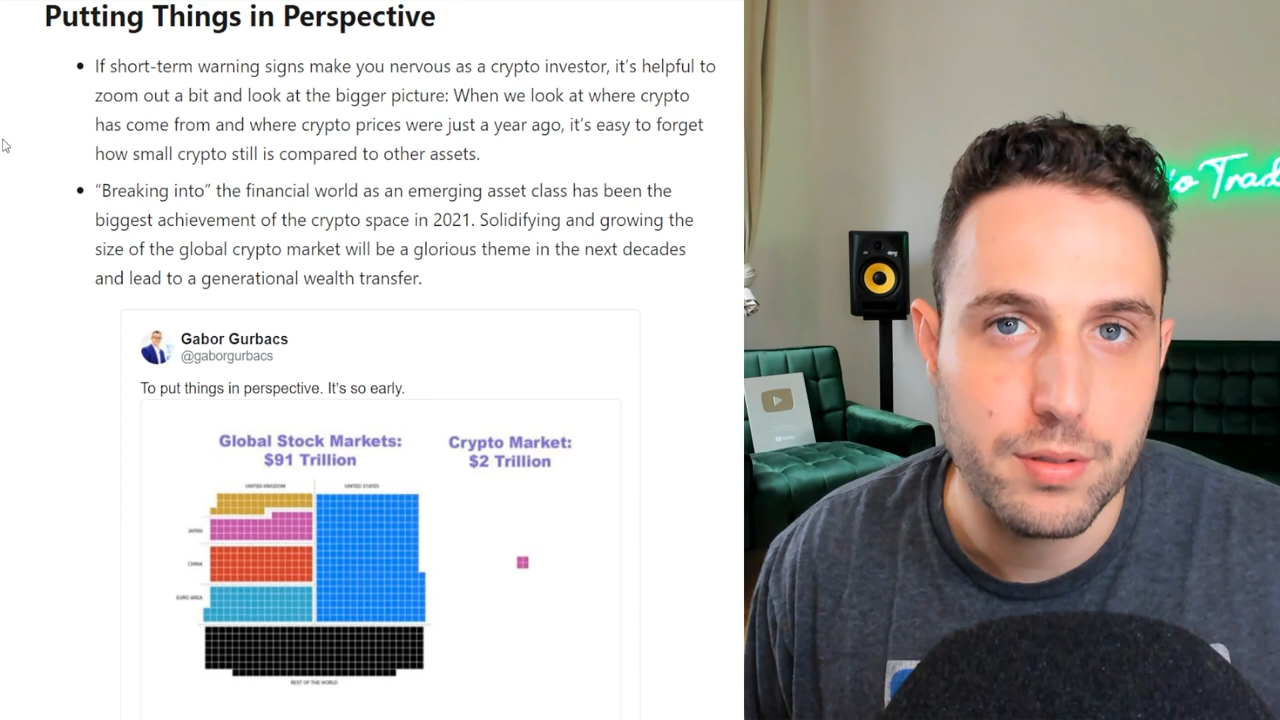 Putting Things in Perspective
• If short-term warning signs make you nervous as a crypto investor, it’s helpful to
zoom out a bit and look at the bigger picture: When we look at where crypto
has come from and where crypto prices were just a year ago, it’s easy to forget
how small crypto still is compared to other assets.
• “Breaking into” the financial world as an emerging asset class has been the
biggest achievement of the crypto space in 2021. Solidifying and growing the
size of the global crypto market will be a glorious theme in the next decades
and lead to a generational wealth transfer.
Gabor Gurbacs
@gaborgurbacs
To put things in perspective. It’s so early.
Global Stock Markets:
$91 Trillion
Crypto Market:
$2 Trillion
UNITED KINGDOM
UNITED STATES
JAPAN
CHINA
EURO AREA
REST OF THE WORLD